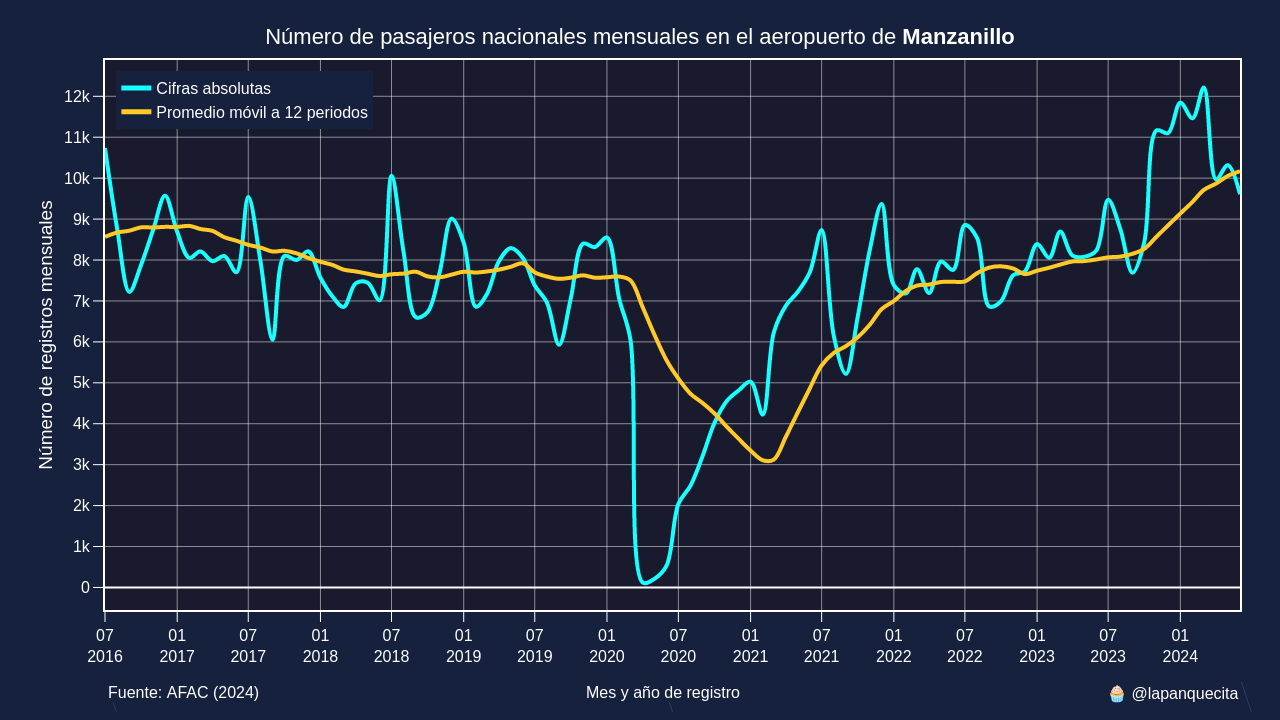 Número de pasajeros nacionales mensuales en el aeropuerto de Manzanillo
Cifras absolutas
Promedio móvil a 12 periodos
Número de registros mensuales
12k
11k
10k
9k
8k
7k
6k
5k
4k
3k
2k
1k
0
07 01 07 01 07 01 07 01 07 01 07 01 07 01 07 01
2016 2017 2017 2018 2018 2019 2019 2020 2020 2021 2021 2022 2022 2023 2023 2024
Fuente: AFAC (2024)
Mes y año de registro
🧁 @lapanquecita